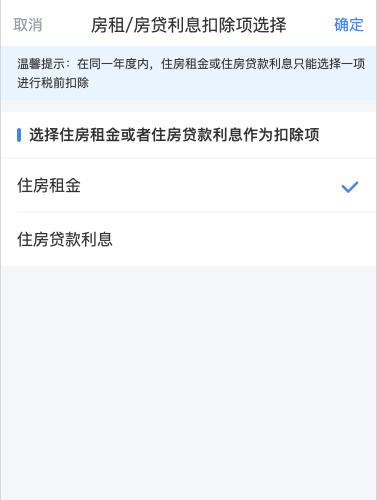 取消 房租/房贷利息扣除项选择 确定
温馨提示：在同一年度内，住房租金或住房贷款利息只能选择一项
进行税前扣除
选择住房租金或者住房贷款利息作为扣除项
住房租金
住房贷款利息